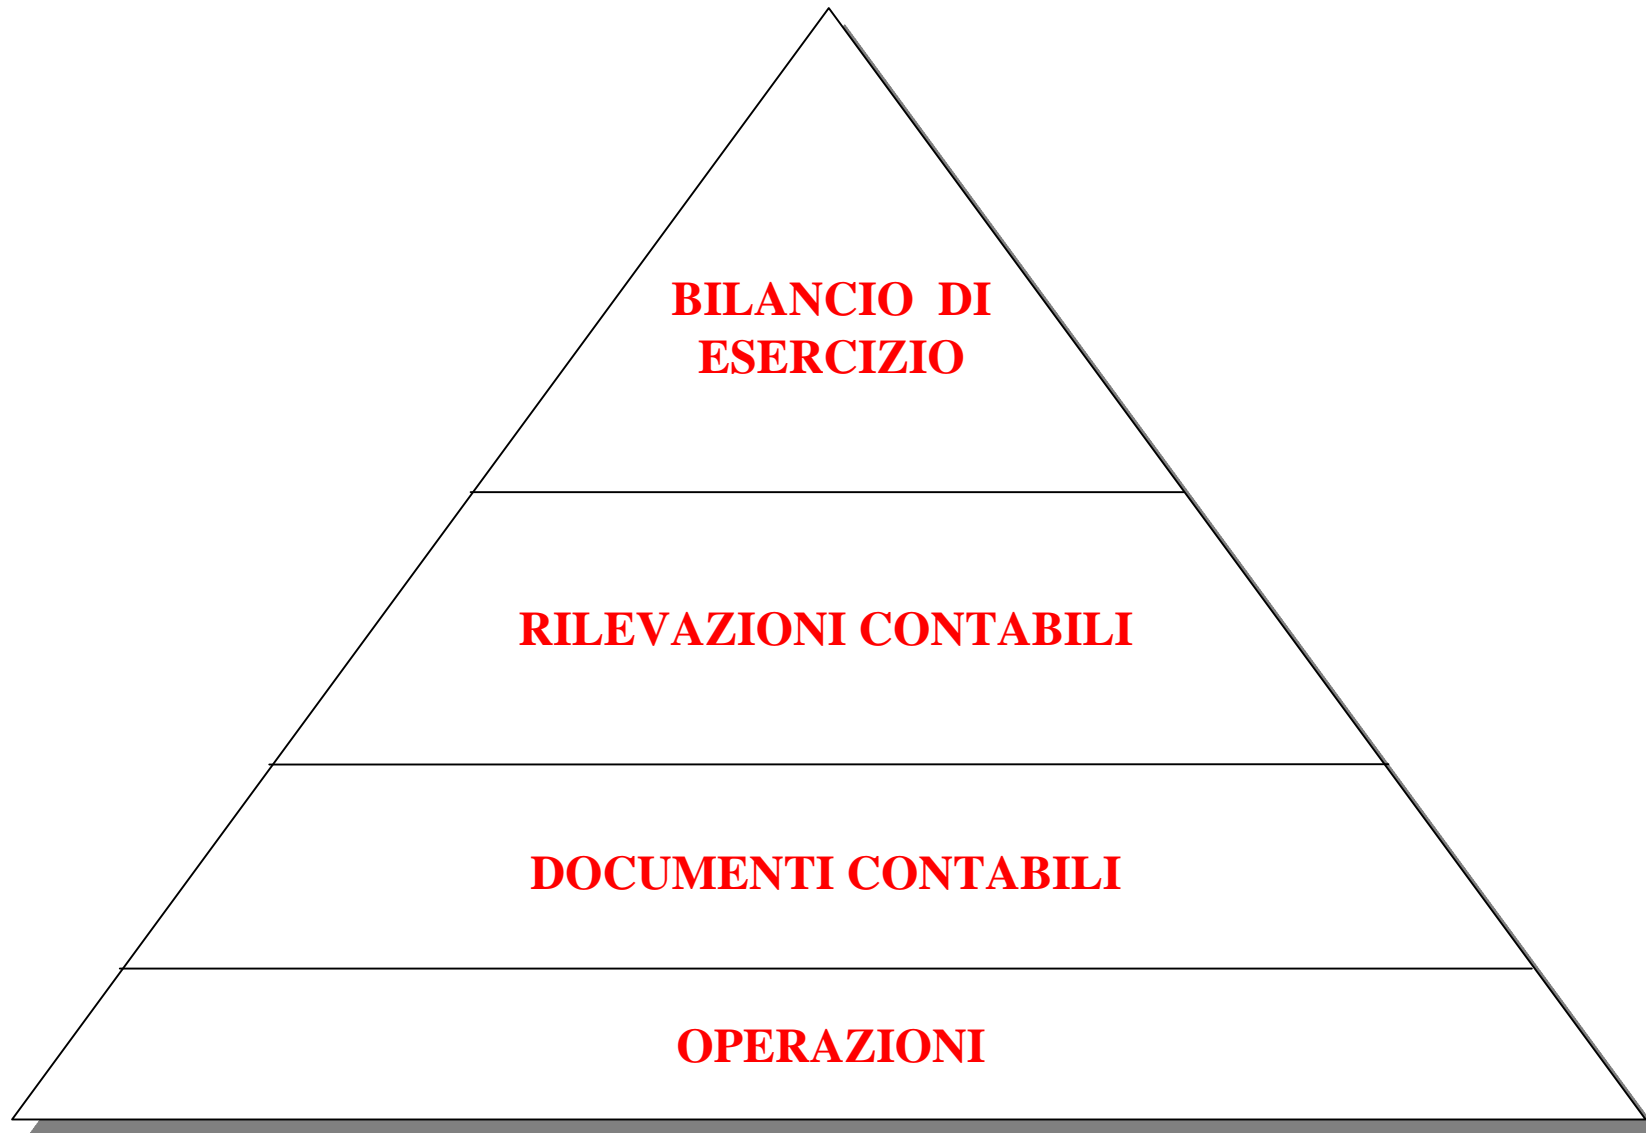 BILANCIO DI
ESERCIZIO
RILEVAZIONI CONTABILI
DOCUMENTI CONTABILI
OPERAZIONI